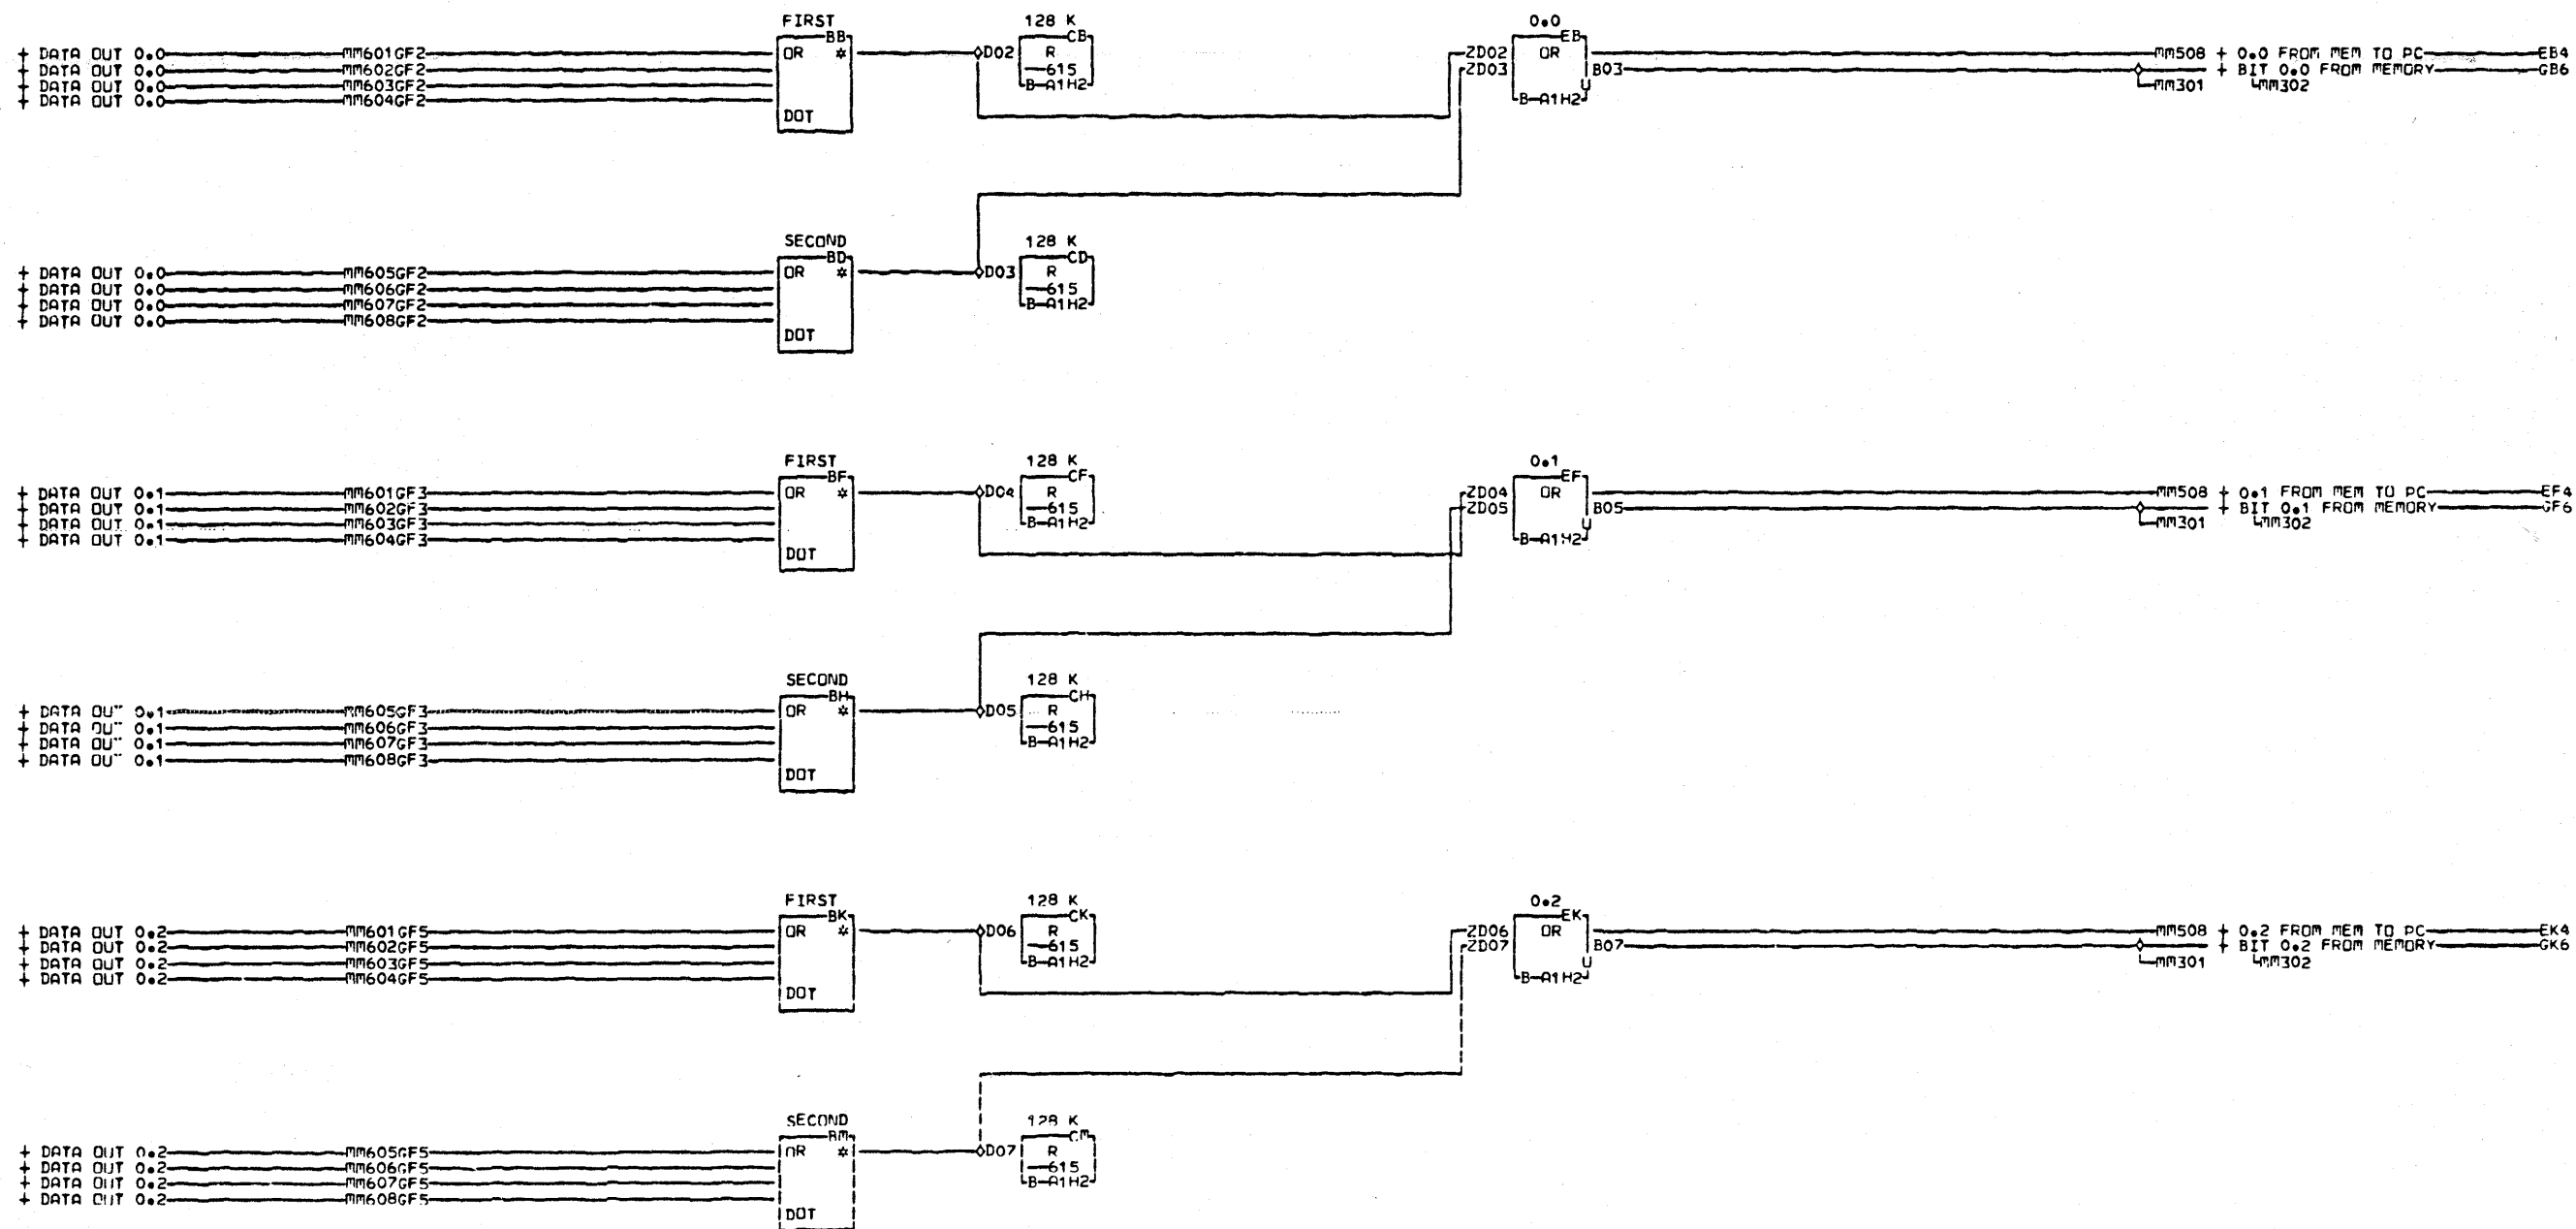 FIRST 128 K 0.0
BB CB EB
+ DATA OUT 0.0 MM601GF2 OR * D02 R ZD02 OR MM508 + 0.0 FROM MEM TO PC EB4
+ DATA OUT 0.0 MM602GF2 615 ZD03 B03 + BIT 0.0 FROM MEMORY GB6
+ DATA OUT 0.0 MM603GF2 B A1H2 U MM301 MM302
+ DATA OUT 0.0 MM604GF2 B A1H2
DOT
SECOND 128 K
BD CD
+ DATA OUT 0.0 MM605GF2 OR * D03 R
+ DATA OUT 0.0 MM606GF2 615
+ DATA OUT 0.0 MM607GF2 B A1H2
+ DATA OUT 0.0 MM608GF2
DOT
FIRST 128 K 0.1
BF CF EF
+ DATA OUT 0.1 MM601GF3 OR * D04 R ZD04 OR MM508 + 0.1 FROM MEM TO PC EF4
+ DATA OUT 0.1 MM602GF3 615 ZD05 B05 + BIT 0.1 FROM MEMORY GF6
+ DATA OUT 0.1 MM603GF3 B A1H2 U MM301 MM302
+ DATA OUT 0.1 MM604GF3 B A1H2
DOT
SECOND 128 K
BH CH
+ DATA OUT 0.1 MM605GF3 OR * D05 R
+ DATA OUT 0.1 MM606GF3 615
+ DATA OUT 0.1 MM607GF3 B A1H2
+ DATA OUT 0.1 MM608GF3
DOT
FIRST 128 K 0.2
BK CK EK
+ DATA OUT 0.2 MM601GF5 OR * D06 R ZD06 OR MM508 + 0.2 FROM MEM TO PC EK4
+ DATA OUT 0.2 MM602GF5 615 ZD07 B07 + BIT 0.2 FROM MEMORY GK6
+ DATA OUT 0.2 MM603GF5 B A1H2 U MM301 MM302
+ DATA OUT 0.2 MM604GF5 B A1H2
DOT
SECOND 128 K
BM CM
+ DATA OUT 0.2 MM605GF5 OR * D07 R
+ DATA OUT 0.2 MM606GF5 615
+ DATA OUT 0.2 MM607GF5 B A1H2
+ DATA OUT 0.2 MM608GF5
DOT